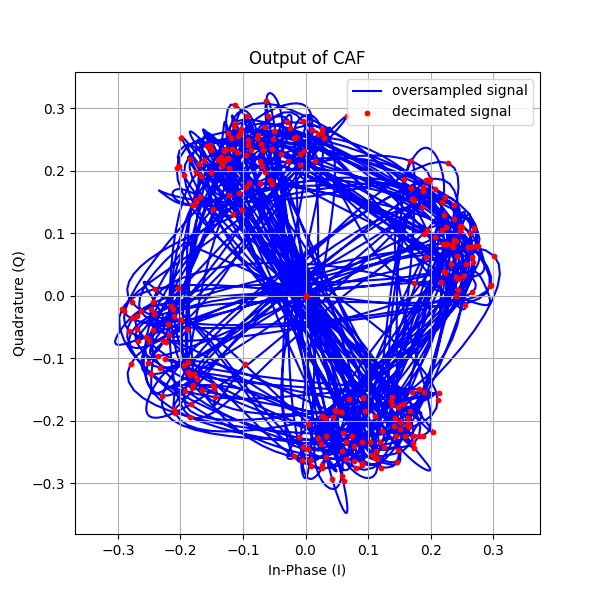 Output of CAF
oversampled signal
decimated signal
0.3
0.2
0.1
0.0
−0.1
−0.2
−0.3
Quadrature (Q)
−0.3
−0.2
−0.1
0.0
0.1
0.2
0.3
In-Phase (I)